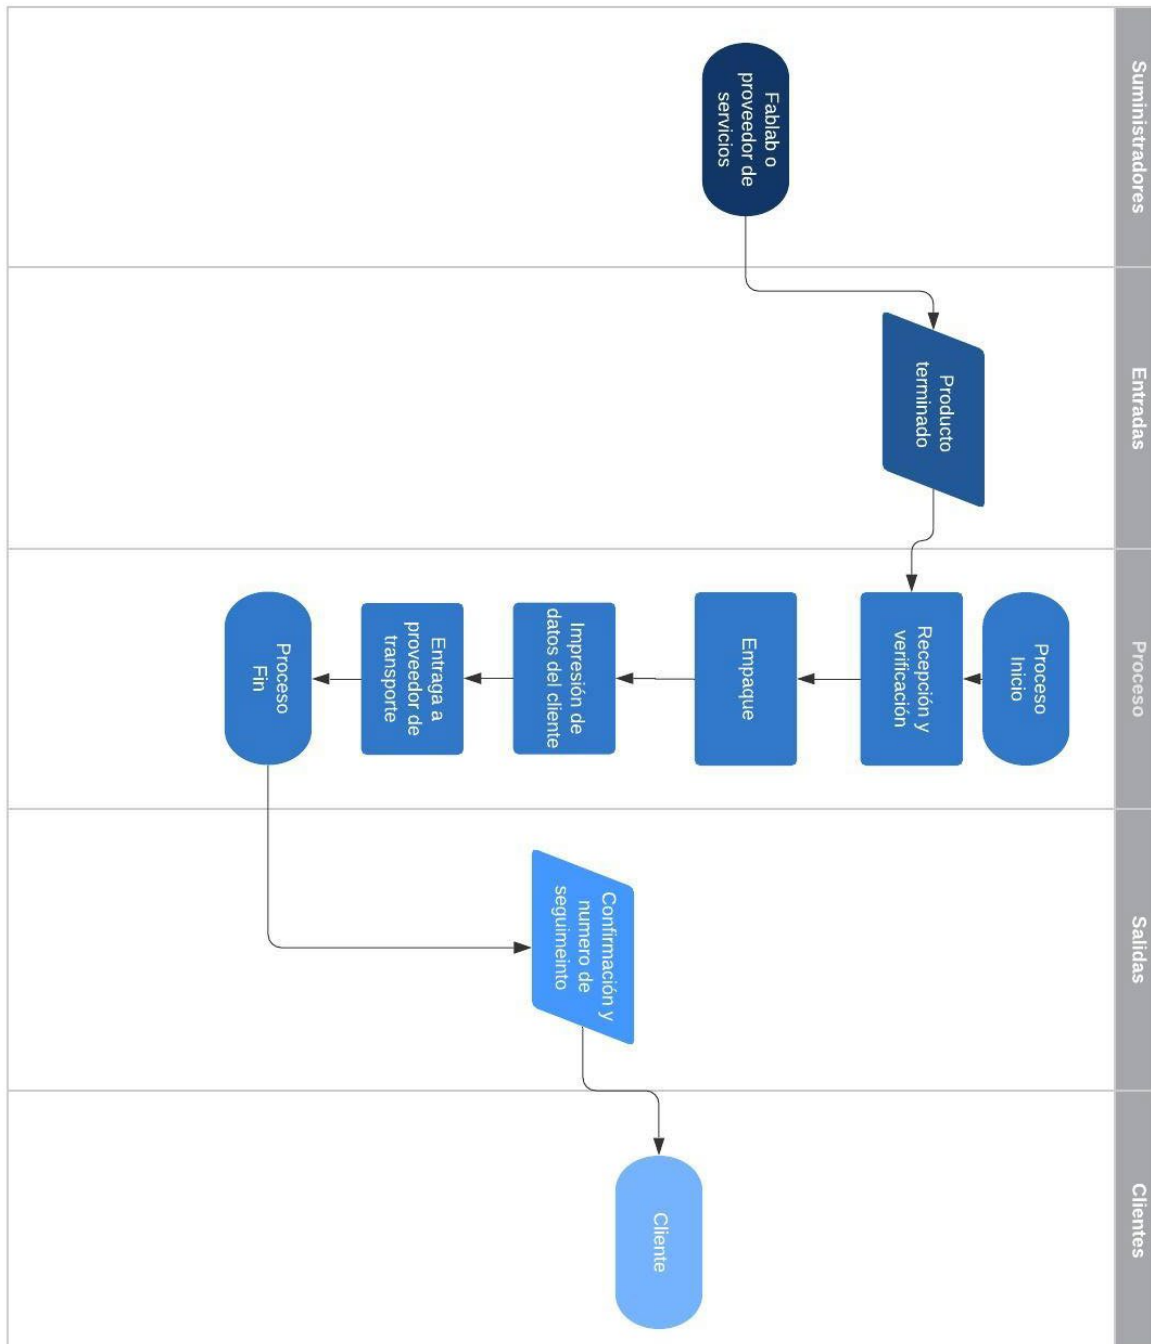 Suministradores
Entradas
Proceso
Salidas
Clientes
Fablab o
proveedor de
servicios
Producto
terminado
Proceso
Inicio
Recepción y
verificación
Empaque
Impresión de
datos del cliente
Entraga a
proveedor de
transporte
Proceso
Fin
Confirmación y
numero de
seguimeinto
Cliente